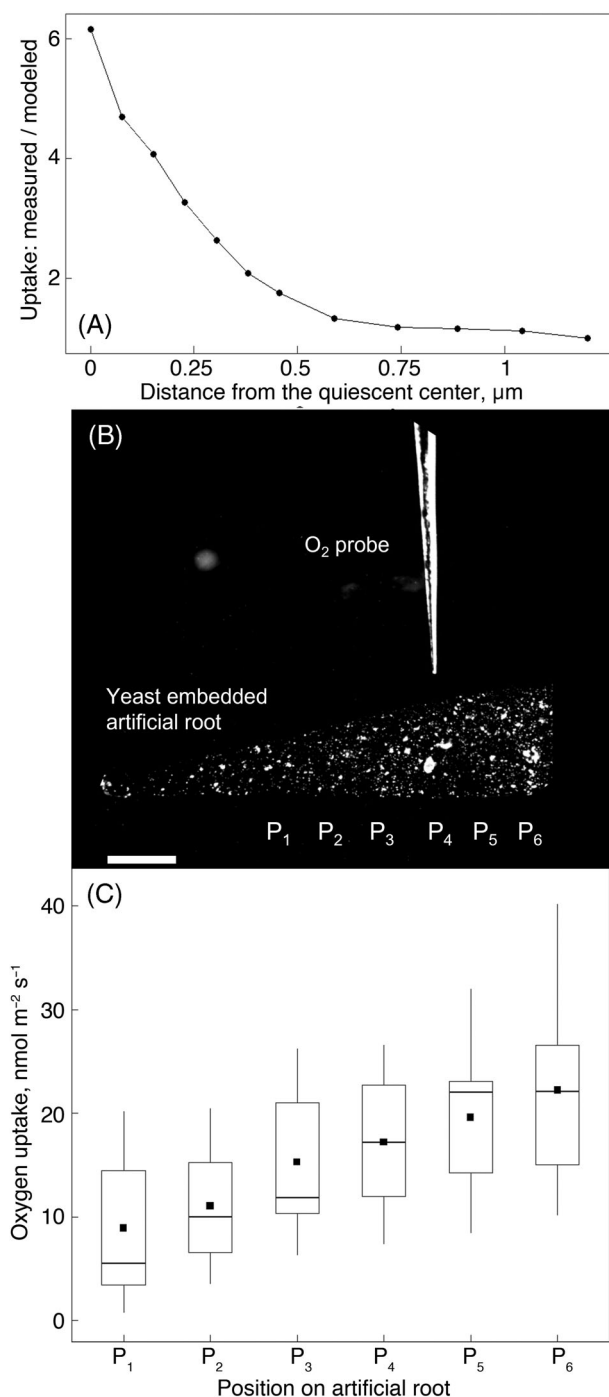 6
4
2
Uptake: measured / modeled
(A)
0 0.25 0.5 0.75 1
Distance from the quiescent center, µm
(B)
O₂ probe
Yeast embedded
artificial root
P₁ P₂ P₃ P₄ P₅ P₆
(C)
40
30
20
10
0
Oxygen uptake, nmol m⁻² s⁻¹
P₁ P₂ P₃ P₄ P₅ P₆
Position on artificial root